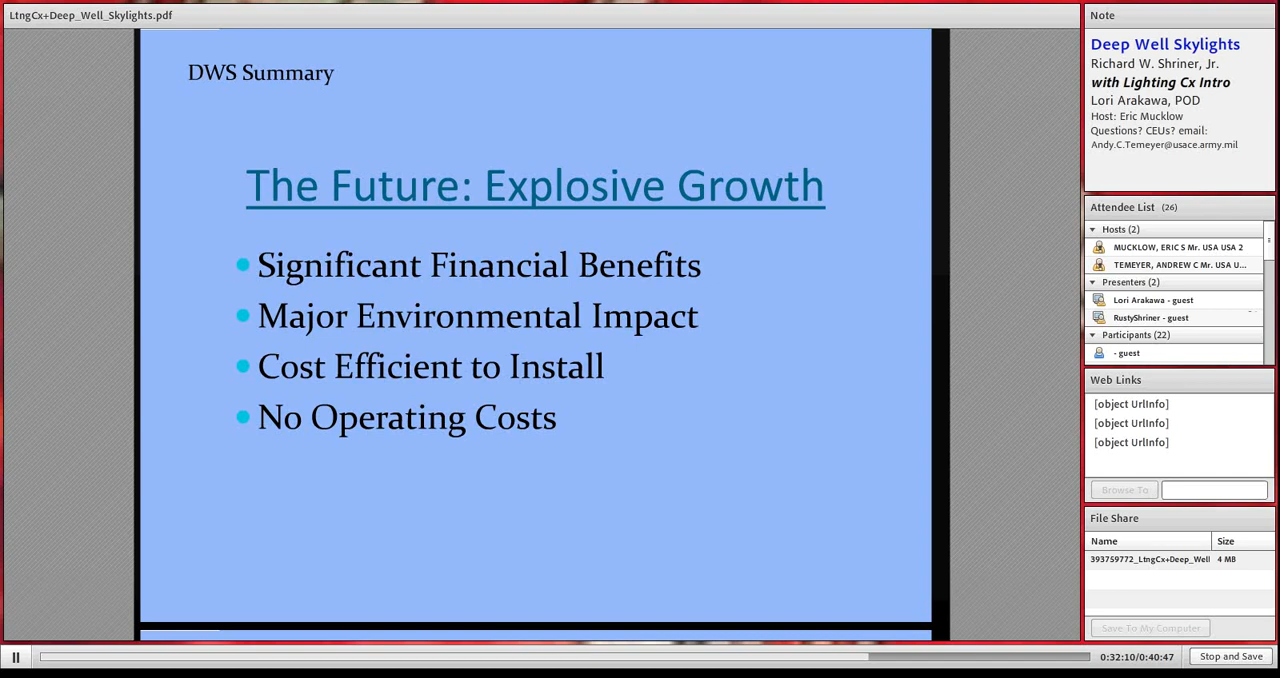 LtngCx+Deep_Well_Skylights.pdf
DWS Summary
The Future: Explosive Growth
Significant Financial Benefits
Major Environmental Impact
Cost Efficient to Install
No Operating Costs
Note
Deep Well Skylights
Richard W. Shriner, Jr.
with Lighting Cx Intro
Lori Arakawa, POD
Host: Eric Mucklow
Questions? CEUs? email:
Andy.C.Temeyer@usace.army.mil
Attendee List (26)
Hosts (2)
MUCKLOW, ERIC S Mr. USA USA 2
TEMEYER, ANDREW C Mr. USA U...
Presenters (2)
Lori Arakawa - guest
RustyShriner - guest
Participants (22)
- guest
Web Links
[object UrlInfo]
[object UrlInfo]
[object UrlInfo]
Browse To
File Share
Name Size
393759772_LtngCx+Deep_Well 4 MB
Save To My Computer
0:32:10/0:40:47 Stop and Save